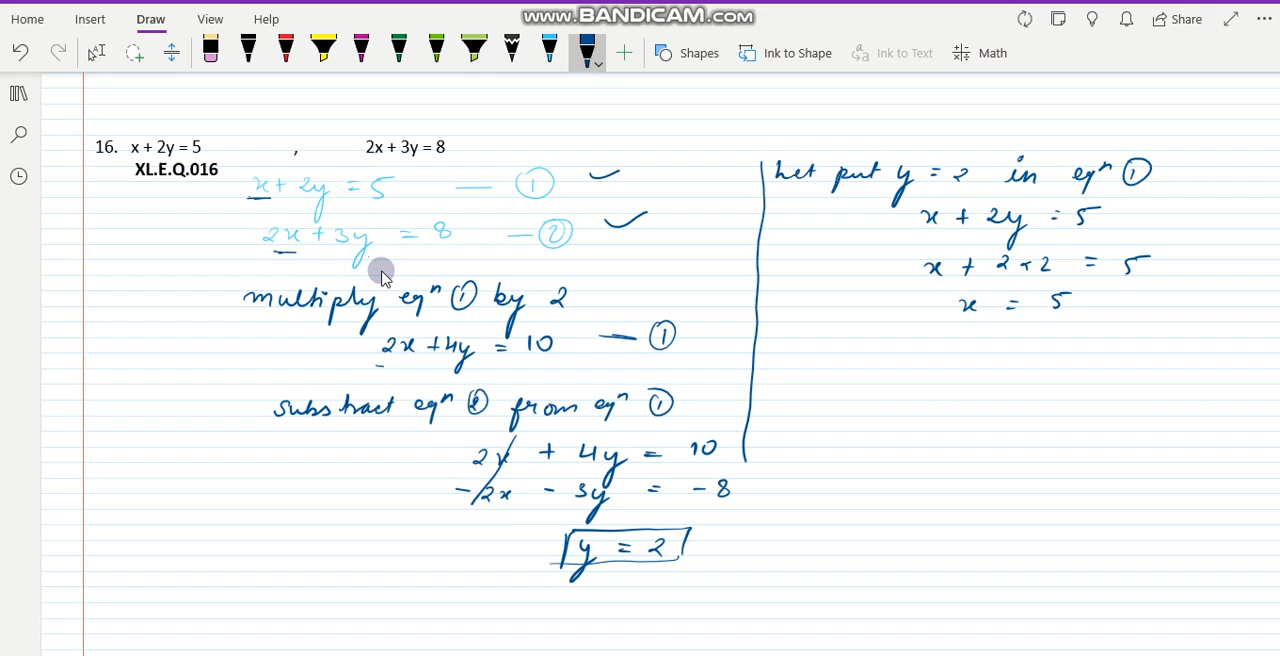 www.BANDICAM.com
Home Insert Draw View Help Share
Shapes Ink to Shape Ink to Text Math
16. x + 2y = 5 , 2x + 3y = 8
XL.E.Q.016
x + 2y = 5 — ①
2x + 3y = 8 — ②
multiply eqⁿ ① by 2
2x + 4y = 10 — ①
substract eqⁿ ② from eqⁿ ①
2x + 4y = 10
-2x - 3y = -8
y = 2
Let put y = 2 in eqⁿ ①
x + 2y = 5
x + 2 × 2 = 5
x = 5